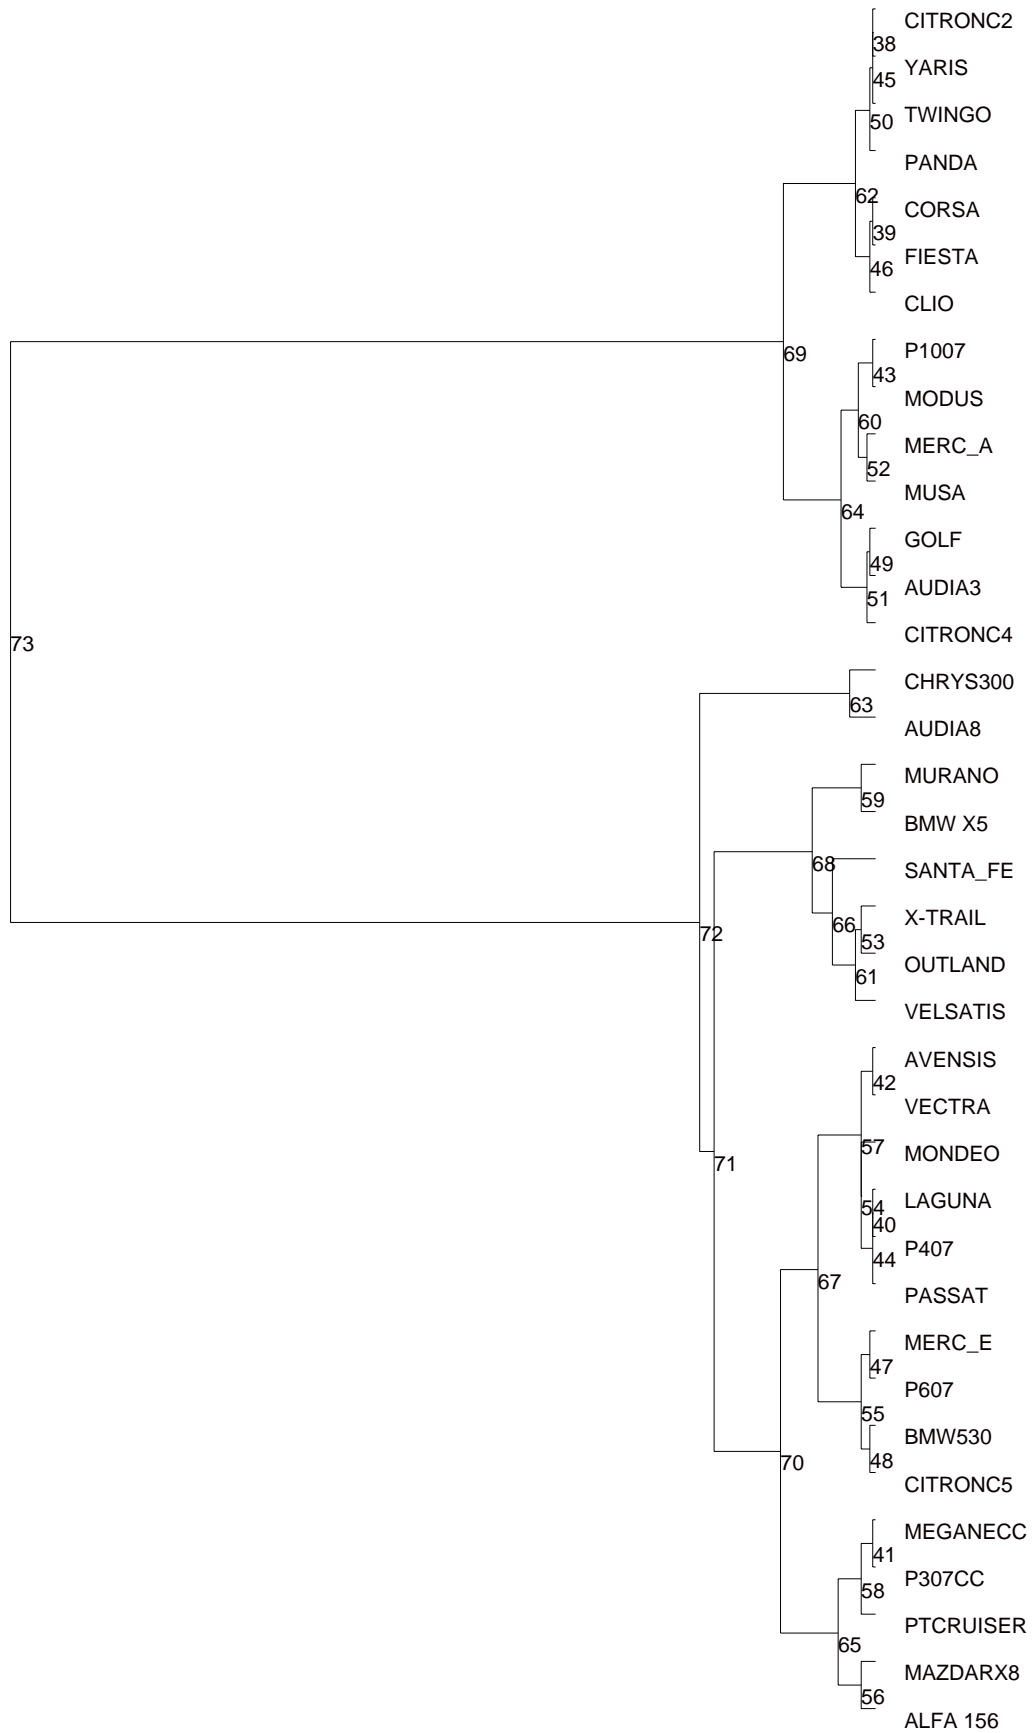 CITRONC2
38
YARIS
45
TWINGO
50
PANDA
62
CORSA
39
FIESTA
46
CLIO
P1007
69
43
MODUS
60
MERC_A
52
MUSA
64
GOLF
49
AUDIA3
51
CITRONC4
73
CHRYS300
63
AUDIA8
MURANO
59
BMW X5
68
SANTA_FE
X-TRAIL
66
72
53
OUTLAND
61
VELSATIS
AVENSIS
42
VECTRA
57
MONDEO
71
LAGUNA
54
40
P407
44
67
PASSAT
MERC_E
47
P607
55
BMW530
48
70
CITRONC5
MEGANECC
41
P307CC
58
PTCRUISER
65
MAZDARX8
56
ALFA 156